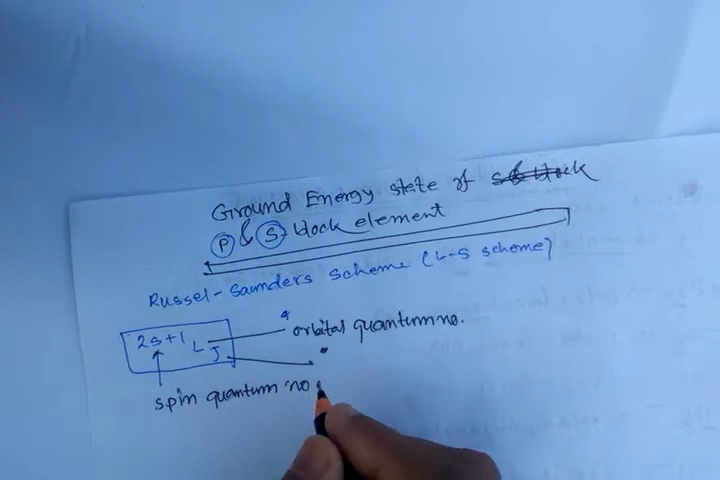 Ground Energy state of
P & S-block element
Russel-Saunders scheme (L-S scheme)
2s+1 L J
orbital quantum no.
spin quantum no